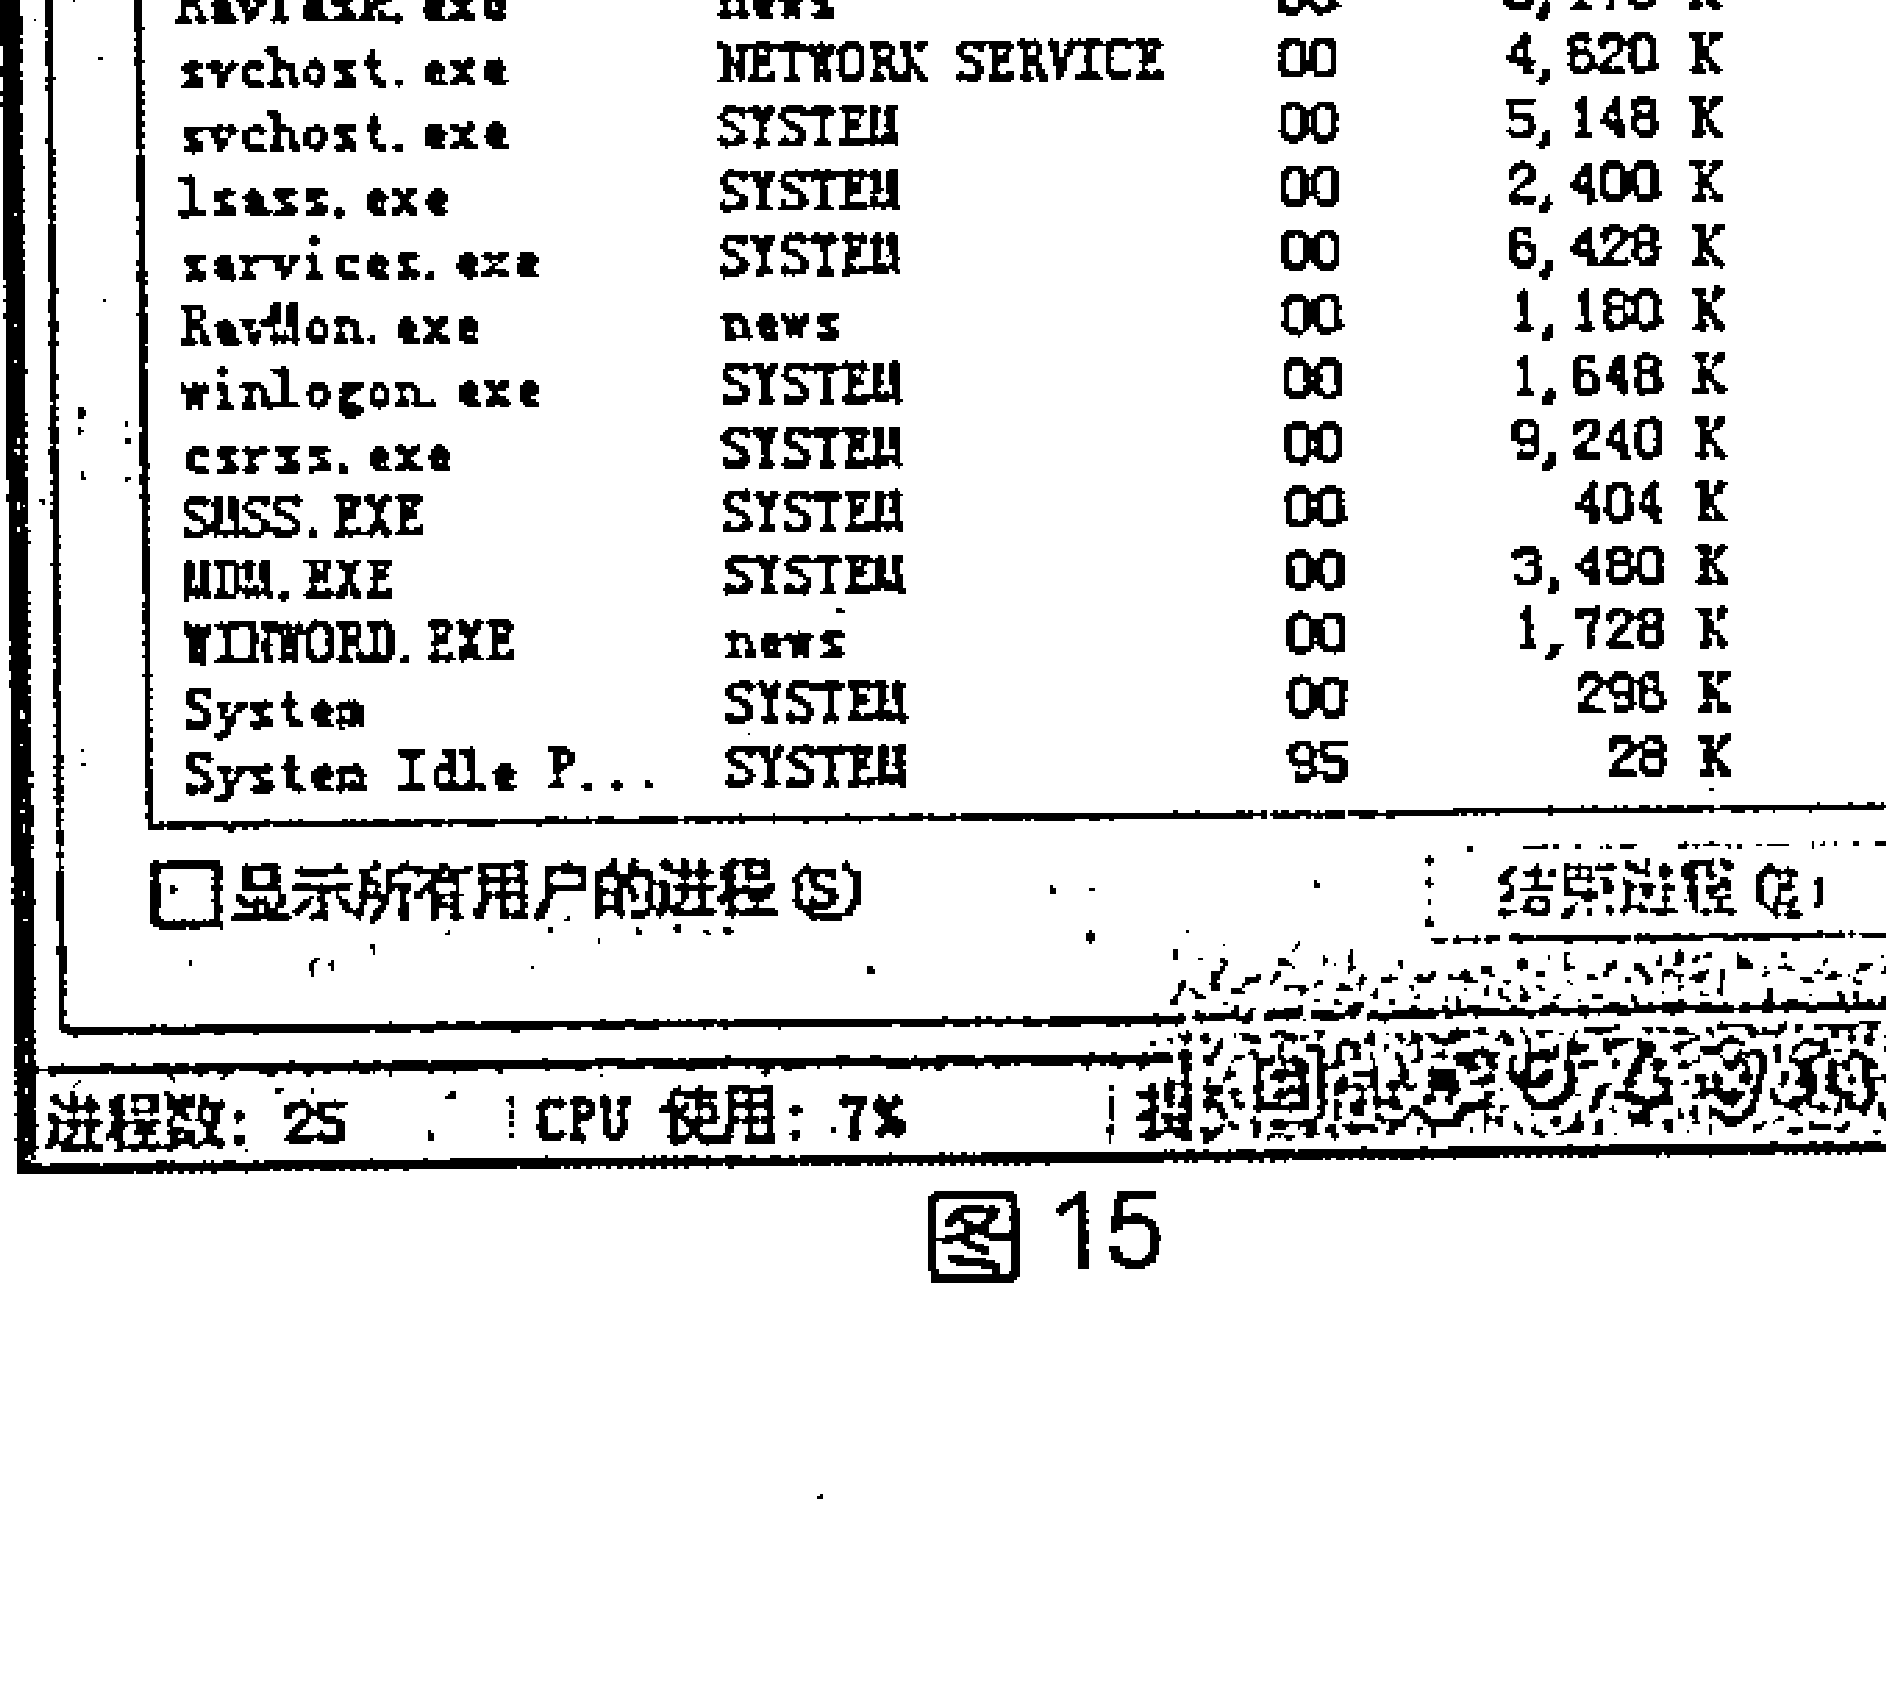 svchost.exe NETWORK SERVICE 00 4,620 K
svchost.exe SYSTEM 00 5,148 K
lsass.exe SYSTEM 00 2,400 K
services.exe SYSTEM 00 6,428 K
RavMon.exe news 00 1,180 K
winlogon.exe SYSTEM 00 1,648 K
csrss.exe SYSTEM 00 9,240 K
SMSS.EXE SYSTEM 00 404 K
MDM.EXE SYSTEM 00 3,480 K
WINWORD.EXE news 00 1,728 K
System SYSTEM 00 296 K
System Idle P... SYSTEM 95 28 K
显示所有用户的进程(S) 结束进程(E)
进程数: 25 CPU 使用: 7%
图 15